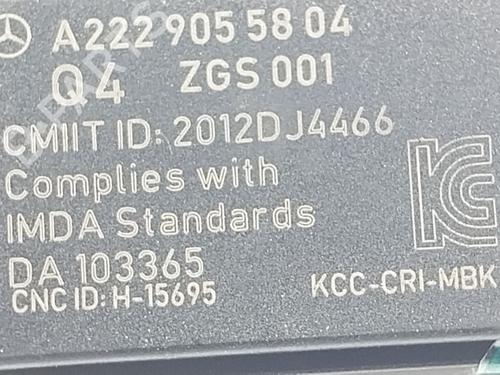 A 222 905 58 04
Q4 ZGS 001
CMIIT ID: 2012DJ4466
Complies with
IMDA Standards
DA 103365
CNC ID: H-15695
KCC-CRI-MBK